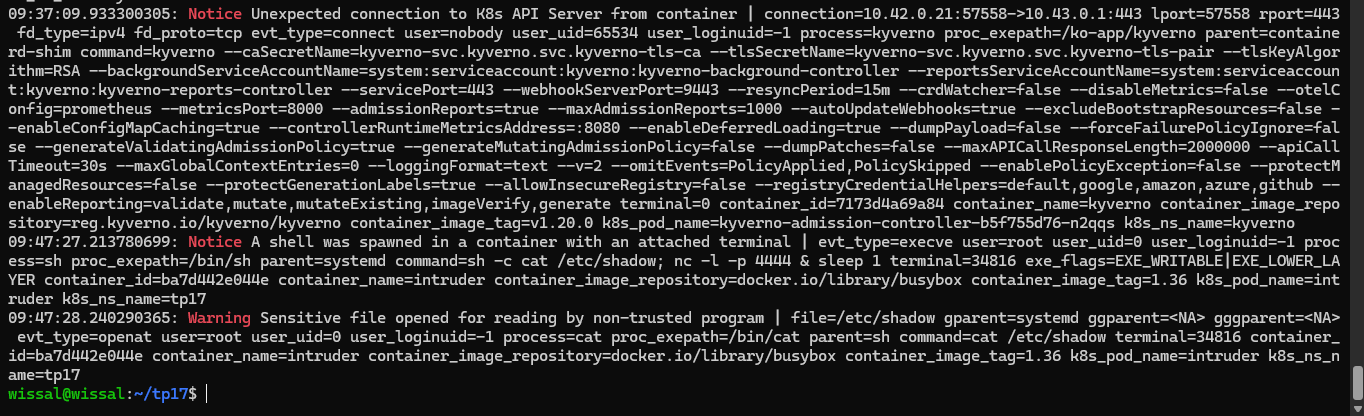 09:37:09.933300305: Notice Unexpected connection to K8s API Server from container | connection=10.42.0.21:57558->10.43.0.1:443 lport=57558 rport=443
 fd_type=ipv4 fd_proto=tcp evt_type=connect user=nobody user_uid=65534 user_loginuid=-1 process=kyverno proc_exepath=/ko-app/kyverno parent=containe
rd-shim command=kyverno --caSecretName=kyverno-svc.kyverno.svc.kyverno-tls-ca --tlsSecretName=kyverno-svc.kyverno.svc.kyverno-tls-pair --tlsKeyAlgor
ithm=RSA --backgroundServiceAccountName=system:serviceaccount:kyverno:kyverno-background-controller --reportsServiceAccountName=system:serviceaccoun
t:kyverno:kyverno-reports-controller --servicePort=443 --webhookServerPort=9443 --resyncPeriod=15m --crdWatcher=false --disableMetrics=false --otelC
onfig=prometheus --metricsPort=8000 --admissionReports=true --maxAdmissionReports=1000 --autoUpdateWebhooks=true --excludeBootstrapResources=false -
-enableConfigMapCaching=true --controllerRuntimeMetricsAddress=:8080 --enableDeferredLoading=true --dumpPayload=false --forceFailurePolicyIgnore=fal
se --generateValidatingAdmissionPolicy=true --generateMutatingAdmissionPolicy=false --dumpPatches=false --maxAPICallResponseLength=2000000 --apiCall
Timeout=30s --maxGlobalContextEntries=0 --loggingFormat=text --v=2 --omitEvents=PolicyApplied,PolicySkipped --enablePolicyException=false --protectM
anagedResources=false --protectGenerationLabels=true --allowInsecureRegistry=false --registryCredentialHelpers=default,google,amazon,azure,github --
enableReporting=validate,mutate,mutateExisting,imageVerify,generate terminal=0 container_id=7173d4a69a84 container_name=kyverno container_image_repo
sitory=reg.kyverno.io/kyverno/kyverno container_image_tag=v1.20.0 k8s_pod_name=kyverno-admission-controller-b5f755d76-n2qqs k8s_ns_name=kyverno
09:47:27.213780699: Notice A shell was spawned in a container with an attached terminal | evt_type=execve user=root user_uid=0 user_loginuid=-1 proc
ess=sh proc_exepath=/bin/sh parent=systemd command=sh -c cat /etc/shadow; nc -l -p 4444 & sleep 1 terminal=34816 exe_flags=EXE_WRITABLE|EXE_LOWER_LA
YER container_id=ba7d442e044e container_name=intruder container_image_repository=docker.io/library/busybox container_image_tag=1.36 k8s_pod_name=int
ruder k8s_ns_name=tp17
09:47:28.240290365: Warning Sensitive file opened for reading by non-trusted program | file=/etc/shadow gparent=systemd ggparent=<NA> gggparent=<NA>
 evt_type=openat user=root user_uid=0 user_loginuid=-1 process=cat proc_exepath=/bin/cat parent=sh command=cat /etc/shadow terminal=34816 container_
id=ba7d442e044e container_name=intruder container_image_repository=docker.io/library/busybox container_image_tag=1.36 k8s_pod_name=intruder k8s_ns_n
ame=tp17
wissal@wissal:~/tp17$